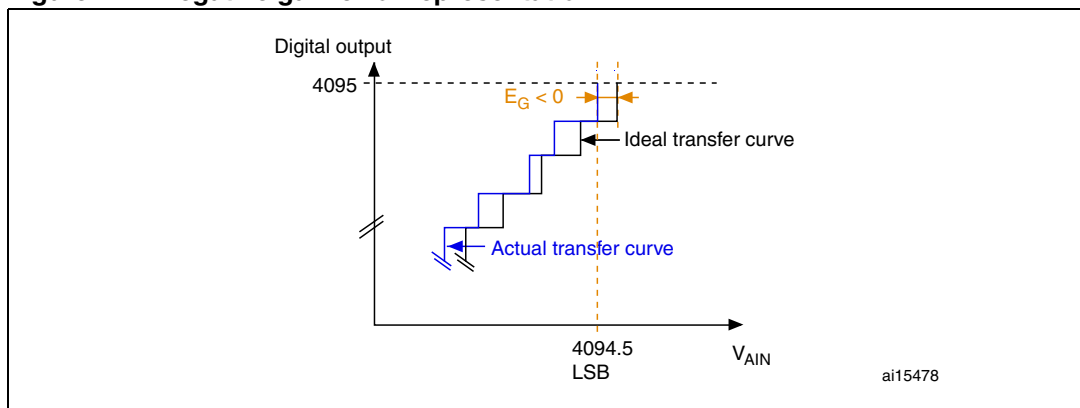 Digital output
4095
E_G < 0
Ideal transfer curve
Actual transfer curve
4094.5
LSB
V_AIN
ai15478